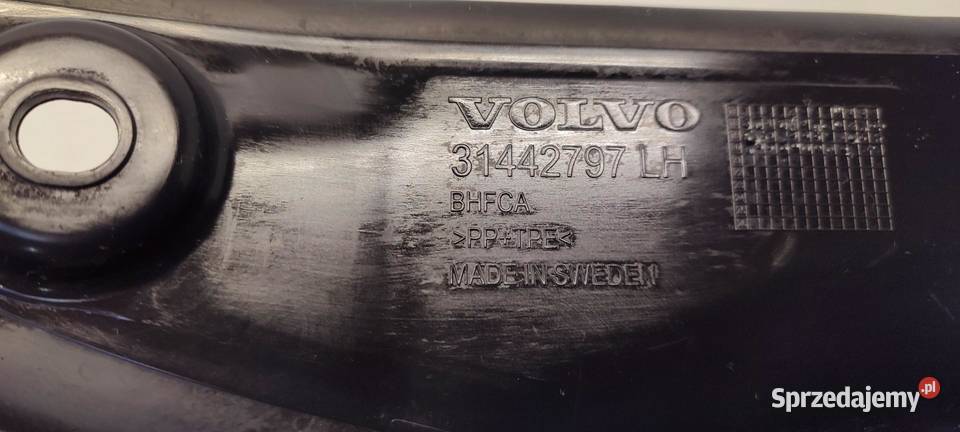 VOLVO
31442797 LH
BHFCA
>PP+TPE<
MADE IN SWEDEN
Sprzedajemy.pl